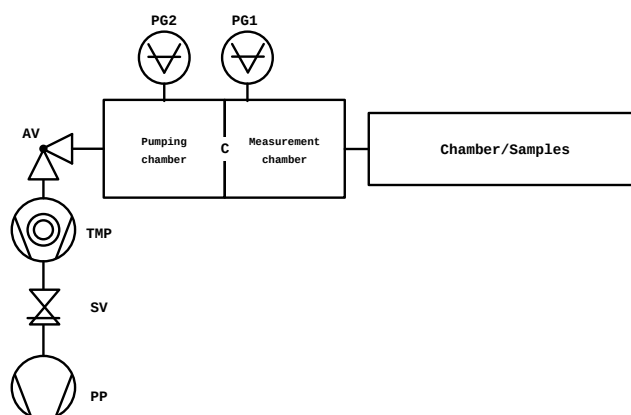 PG2
PG1
AV
Pumping
chamber
C
Measurement
chamber
Chamber/Samples
TMP
SV
PP